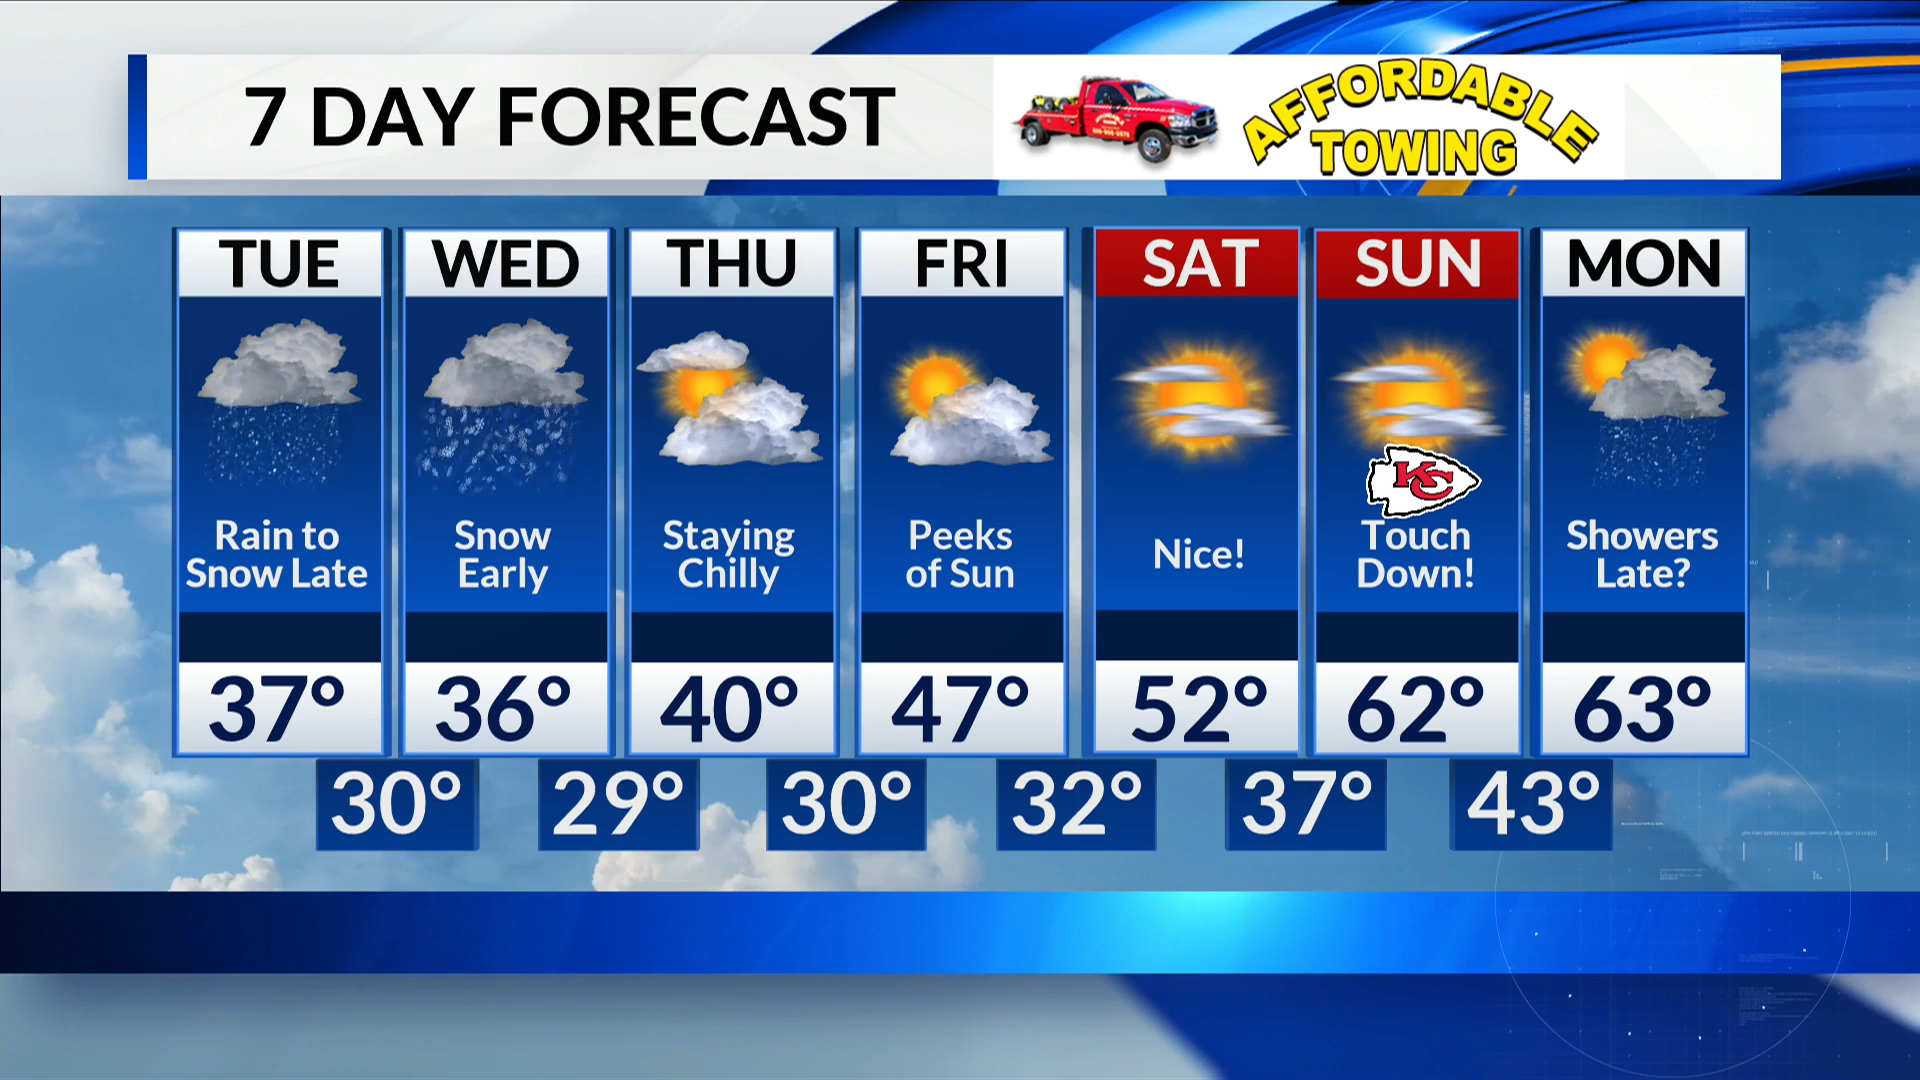 7 DAY FORECAST
AFFORDABLE
TOWING
TUE
WED
THU
FRI
SAT
SUN
MON
KC
Rain to
Snow Late
Snow
Early
Staying
Chilly
Peeks
of Sun
Nice!
Touch
Down!
Showers
Late?
37°
36°
40°
47°
52°
62°
63°
30°
29°
30°
32°
37°
43°